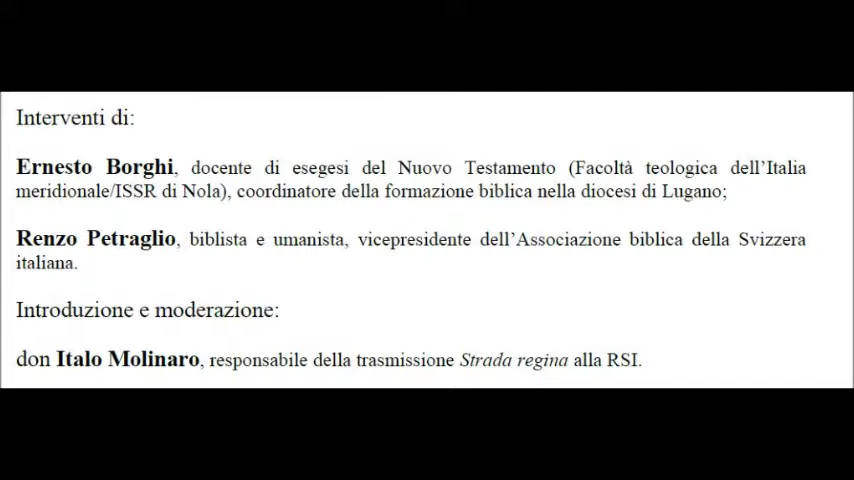 Interventi di:
Ernesto Borghi, docente di esegesi del Nuovo Testamento (Facoltà teologica dell'Italia
meridionale/ISSR di Nola), coordinatore della formazione biblica nella diocesi di Lugano;
Renzo Petraglio, biblista e umanista, vicepresidente dell'Associazione biblica della Svizzera
italiana.
Introduzione e moderazione:
don Italo Molinaro, responsabile della trasmissione Strada regina alla RSI.